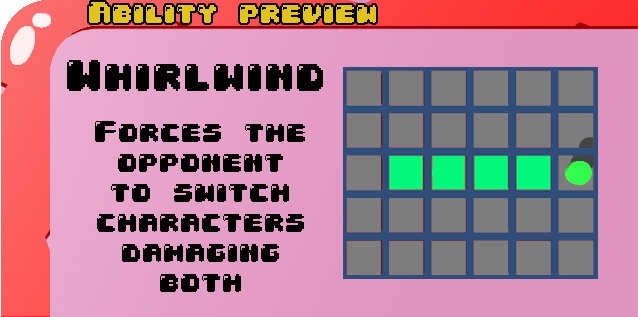 Ability preview
Whirlwind
Forces the
opponent
to switch
characters
damaging
both